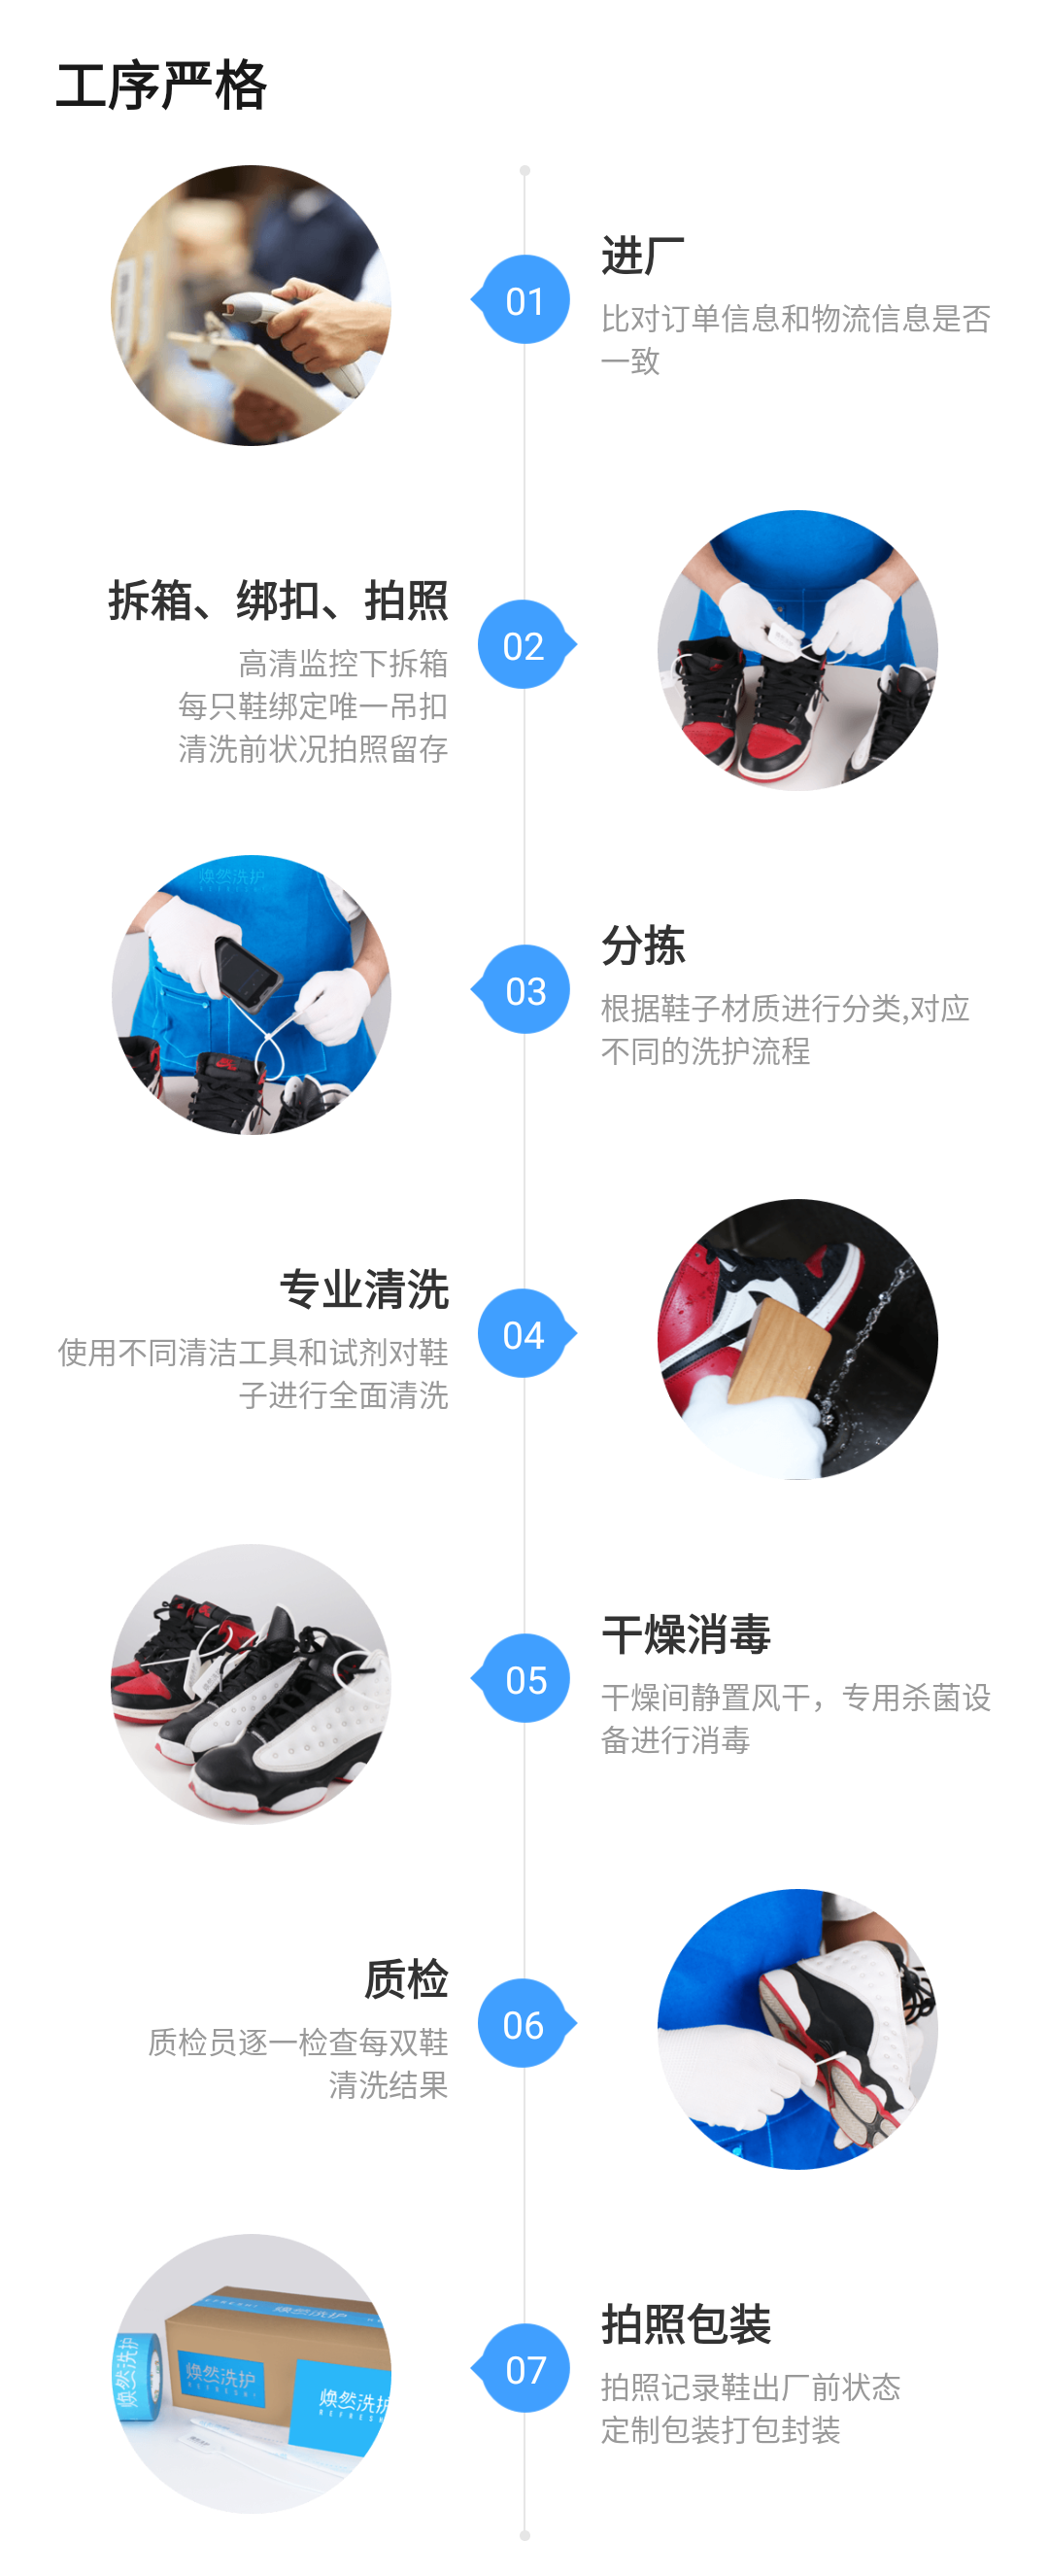 工序严格
01
进厂
比对订单信息和物流信息是否
一致
拆箱、绑扣、拍照
高清监控下拆箱
每只鞋绑定唯一吊扣
清洗前状况拍照留存
02
焕然洗护
03
分拣
根据鞋子材质进行分类,对应
不同的洗护流程
专业清洗
使用不同清洁工具和试剂对鞋
子进行全面清洗
04
05
干燥消毒
干燥间静置风干，专用杀菌设
备进行消毒
质检
质检员逐一检查每双鞋
清洗结果
06
焕然洗护
焕然洗护
焕然洗护
REFRESH
焕然洗护
REFRESH
07
拍照包装
拍照记录鞋出厂前状态
定制包装打包封装